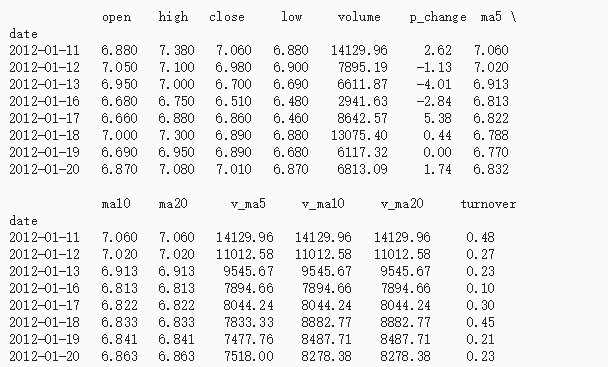 open high close low volume p_change ma5 \
date
2012-01-11 6.880 7.380 7.060 6.880 14129.96 2.62 7.060
2012-01-12 7.050 7.100 6.980 6.900 7895.19 -1.13 7.020
2012-01-13 6.950 7.000 6.700 6.690 6611.87 -4.01 6.913
2012-01-16 6.680 6.750 6.510 6.480 2941.63 -2.84 6.813
2012-01-17 6.660 6.880 6.860 6.460 8642.57 5.38 6.822
2012-01-18 7.000 7.300 6.890 6.880 13075.40 0.44 6.788
2012-01-19 6.690 6.950 6.890 6.680 6117.32 0.00 6.770
2012-01-20 6.870 7.080 7.010 6.870 6813.09 1.74 6.832
ma10 ma20 v_ma5 v_ma10 v_ma20 turnover
date
2012-01-11 7.060 7.060 14129.96 14129.96 14129.96 0.48
2012-01-12 7.020 7.020 11012.58 11012.58 11012.58 0.27
2012-01-13 6.913 6.913 9545.67 9545.67 9545.67 0.23
2012-01-16 6.813 6.813 7894.66 7894.66 7894.66 0.10
2012-01-17 6.822 6.822 8044.24 8044.24 8044.24 0.30
2012-01-18 6.833 6.833 7833.33 8882.77 8882.77 0.45
2012-01-19 6.841 6.841 7477.76 8487.71 8487.71 0.21
2012-01-20 6.863 6.863 7518.00 8278.38 8278.38 0.23